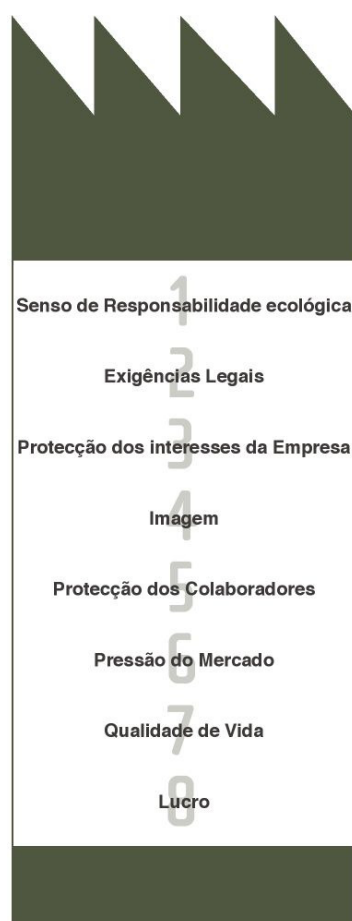 1
Senso de Responsabilidade ecológica
2
Exigências Legais
3
Protecção dos interesses da Empresa
4
Imagem
5
Protecção dos Colaboradores
6
Pressão do Mercado
7
Qualidade de Vida
8
Lucro